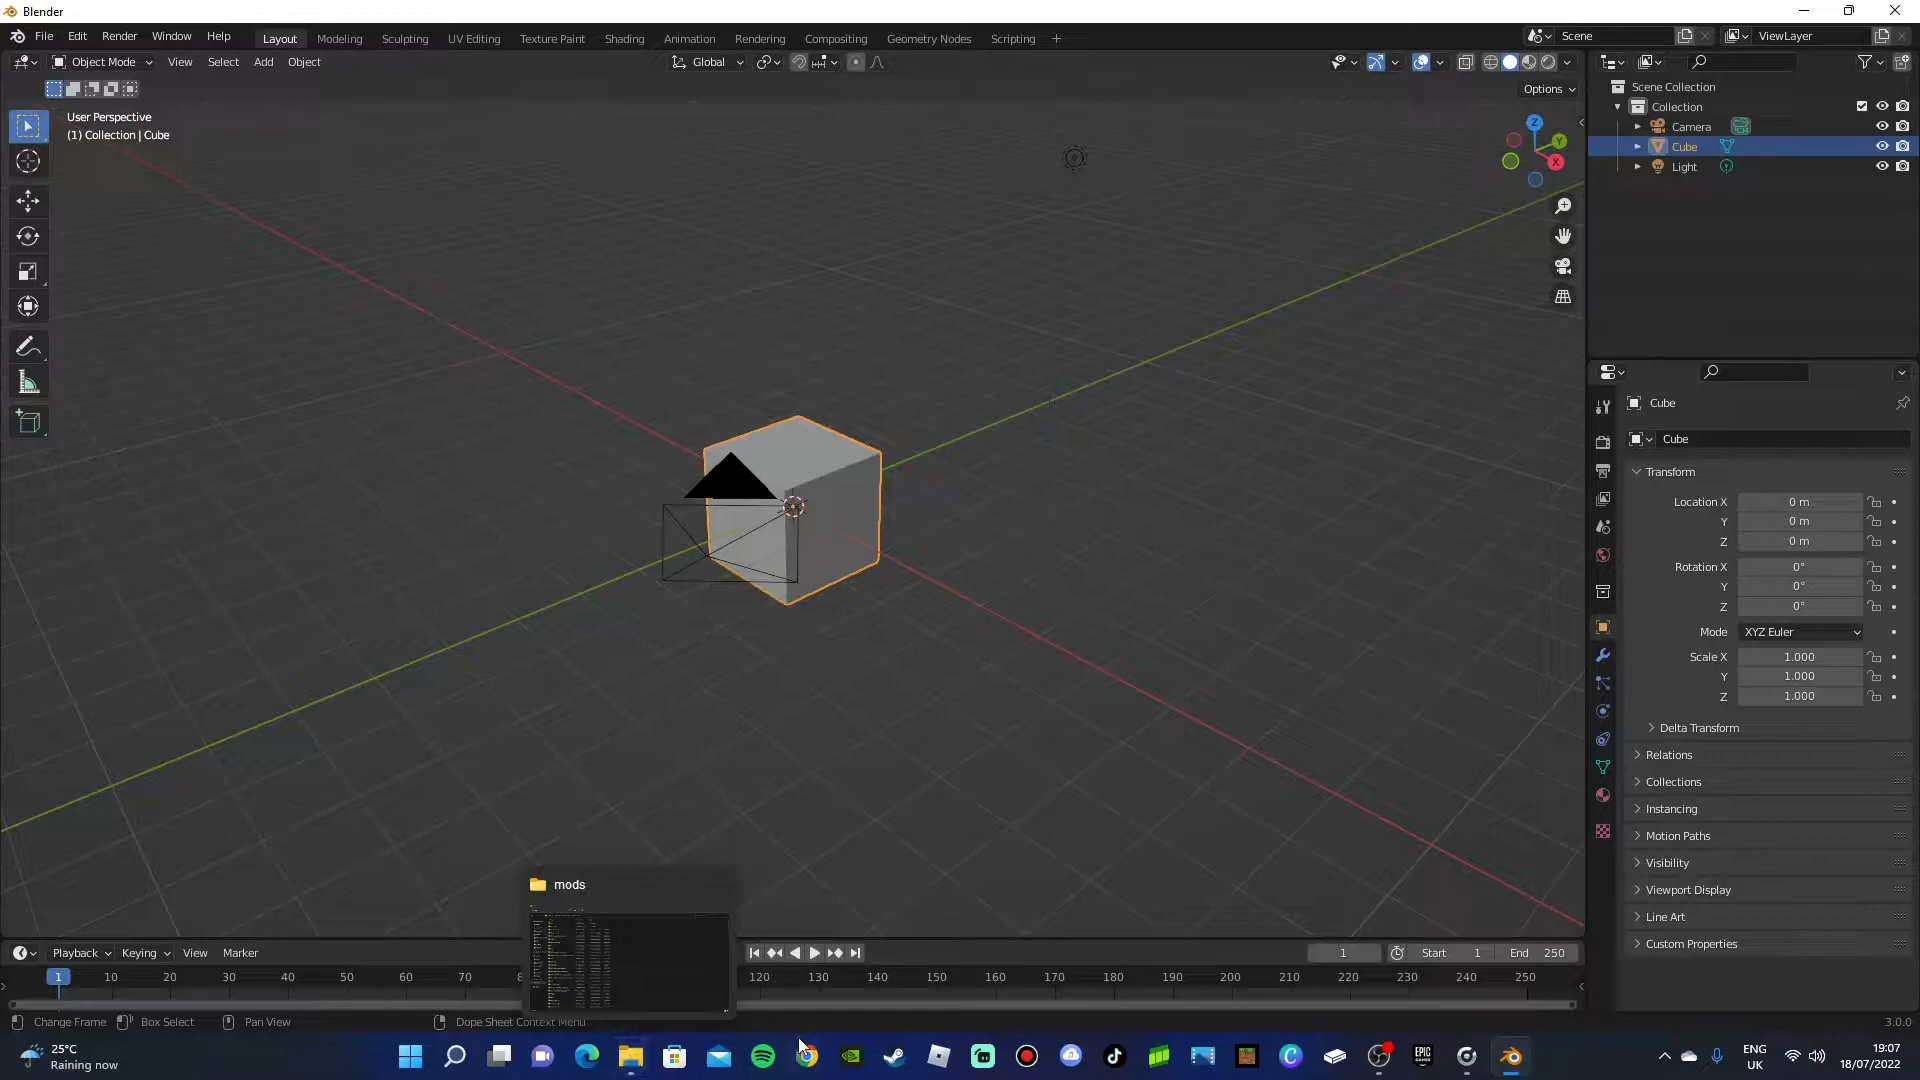 Blender
File Edit Render Window Help Layout Modeling Sculpting UV Editing Texture Paint Shading Animation Rendering Compositing Geometry Nodes Scripting + Scene ViewLayer
Object Mode View Select Add Object Global
Options
User Perspective
(1) Collection | Cube
Z
Y
X
Scene Collection
Collection
Camera
Cube
Light
Cube
Cube
Transform
Location X 0 m
Y 0 m
Z 0 m
Rotation X 0°
Y 0°
Z 0°
Mode XYZ Euler
Scale X 1.000
Y 1.000
Z 1.000
Delta Transform
Relations
Collections
Instancing
Motion Paths
Visibility
Viewport Display
Line Art
Custom Properties
mods
Playback Keying View Marker 1 Start 1 End 250
1 10 20 30 40 50 60 70 120 130 140 150 160 170 180 190 200 210 220 230 240 250
Change Frame Box Select Pan View Dope Sheet Context Menu 3.0.0
25°C
Raining now
EPIC
GAMES
ENG
UK
19:07
18/07/2022